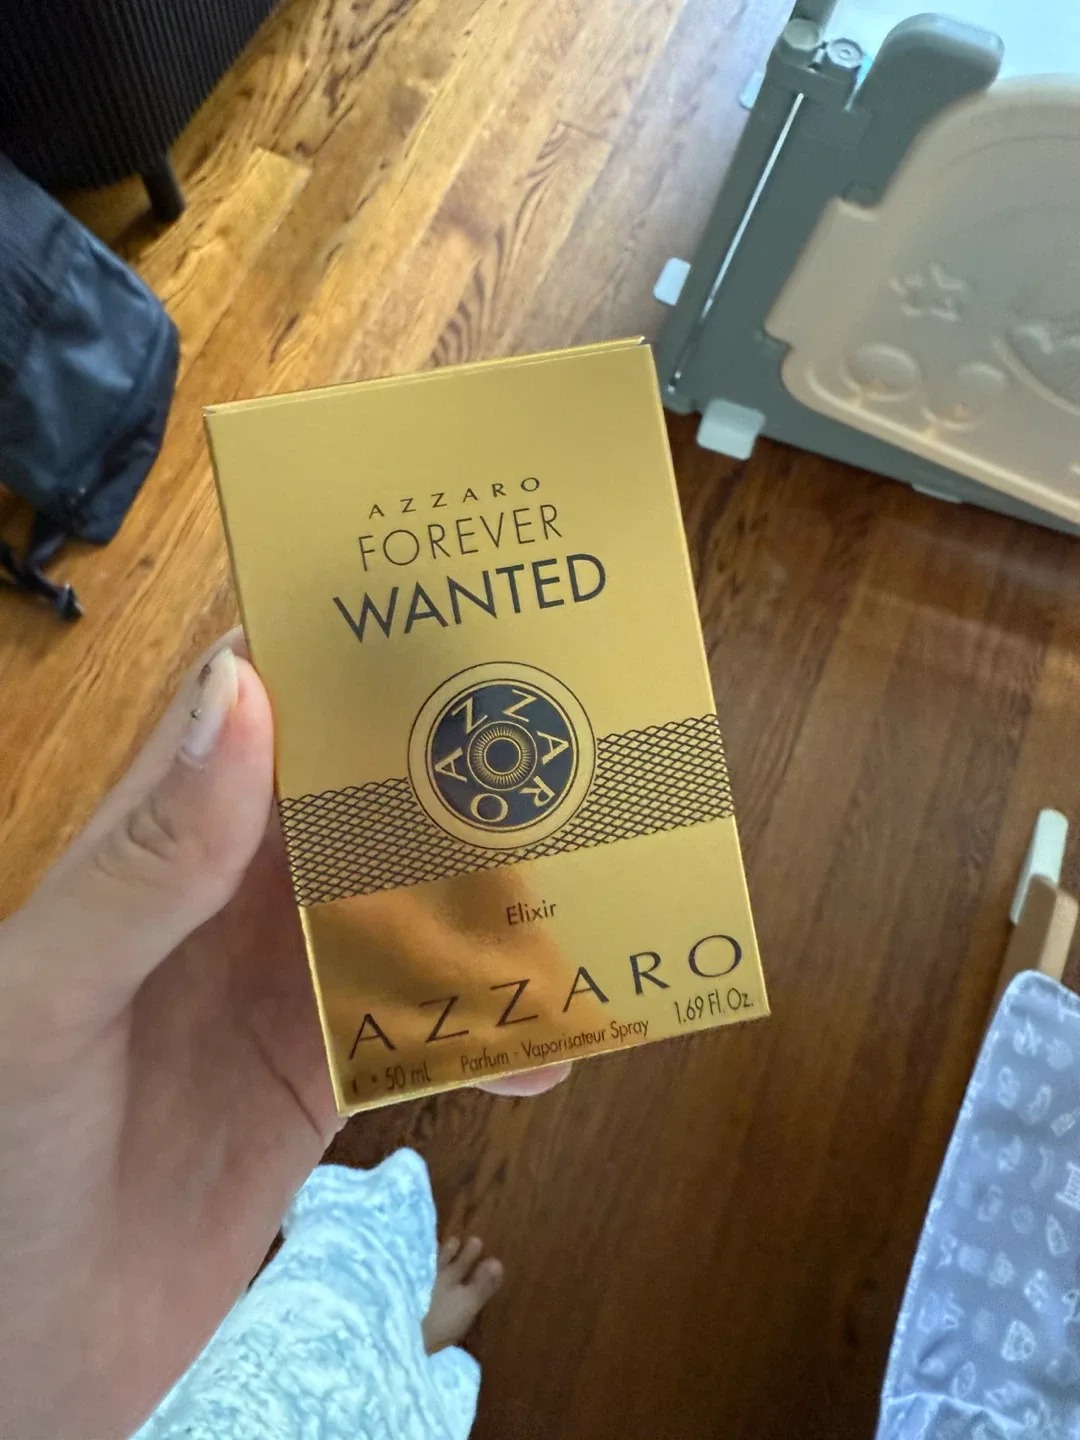 AZZARO
FOREVER
WANTED
AZZARO
Elixir
AZZARO
50 mL Parfum - Vaporisateur Spray 1.69 Fl. Oz.